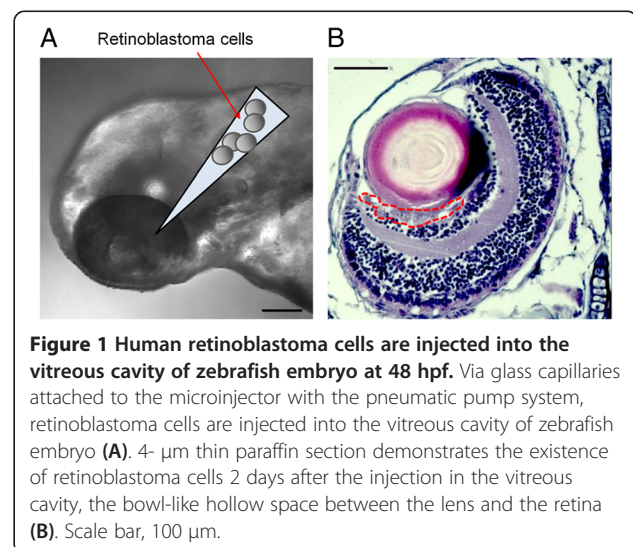 A
B
Retinoblastoma cells
Figure 1 Human retinoblastoma cells are injected into the
vitreous cavity of zebrafish embryo at 48 hpf. Via glass capillaries
attached to the microinjector with the pneumatic pump system,
retinoblastoma cells are injected into the vitreous cavity of zebrafish
embryo (A). 4- μm thin paraffin section demonstrates the existence
of retinoblastoma cells 2 days after the injection in the vitreous
cavity, the bowl-like hollow space between the lens and the retina
(B). Scale bar, 100 μm.